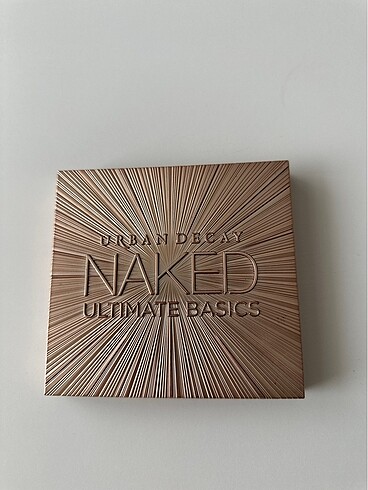 URBAN DECAY
NAKED
ULTIMATE BASICS